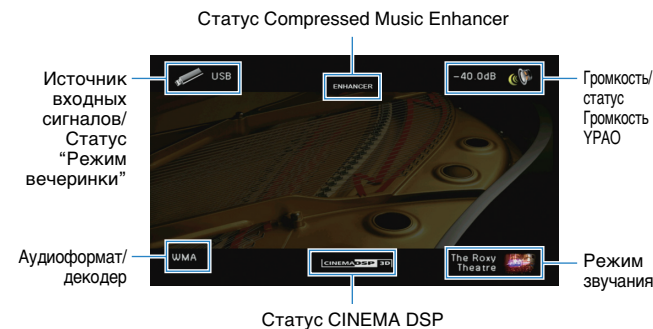 Статус Compressed Music Enhancer
Источник
входных
сигналов/
Статус
“Режим
вечеринки”
USB
ENHANCER
–40.0dB
Громкость/
статус
Громкость
YPAO
Аудиоформат/
декодер
WMA
CINEMA DSP 3D
The Roxy
Theatre
Режим
звучания
Статус CINEMA DSP